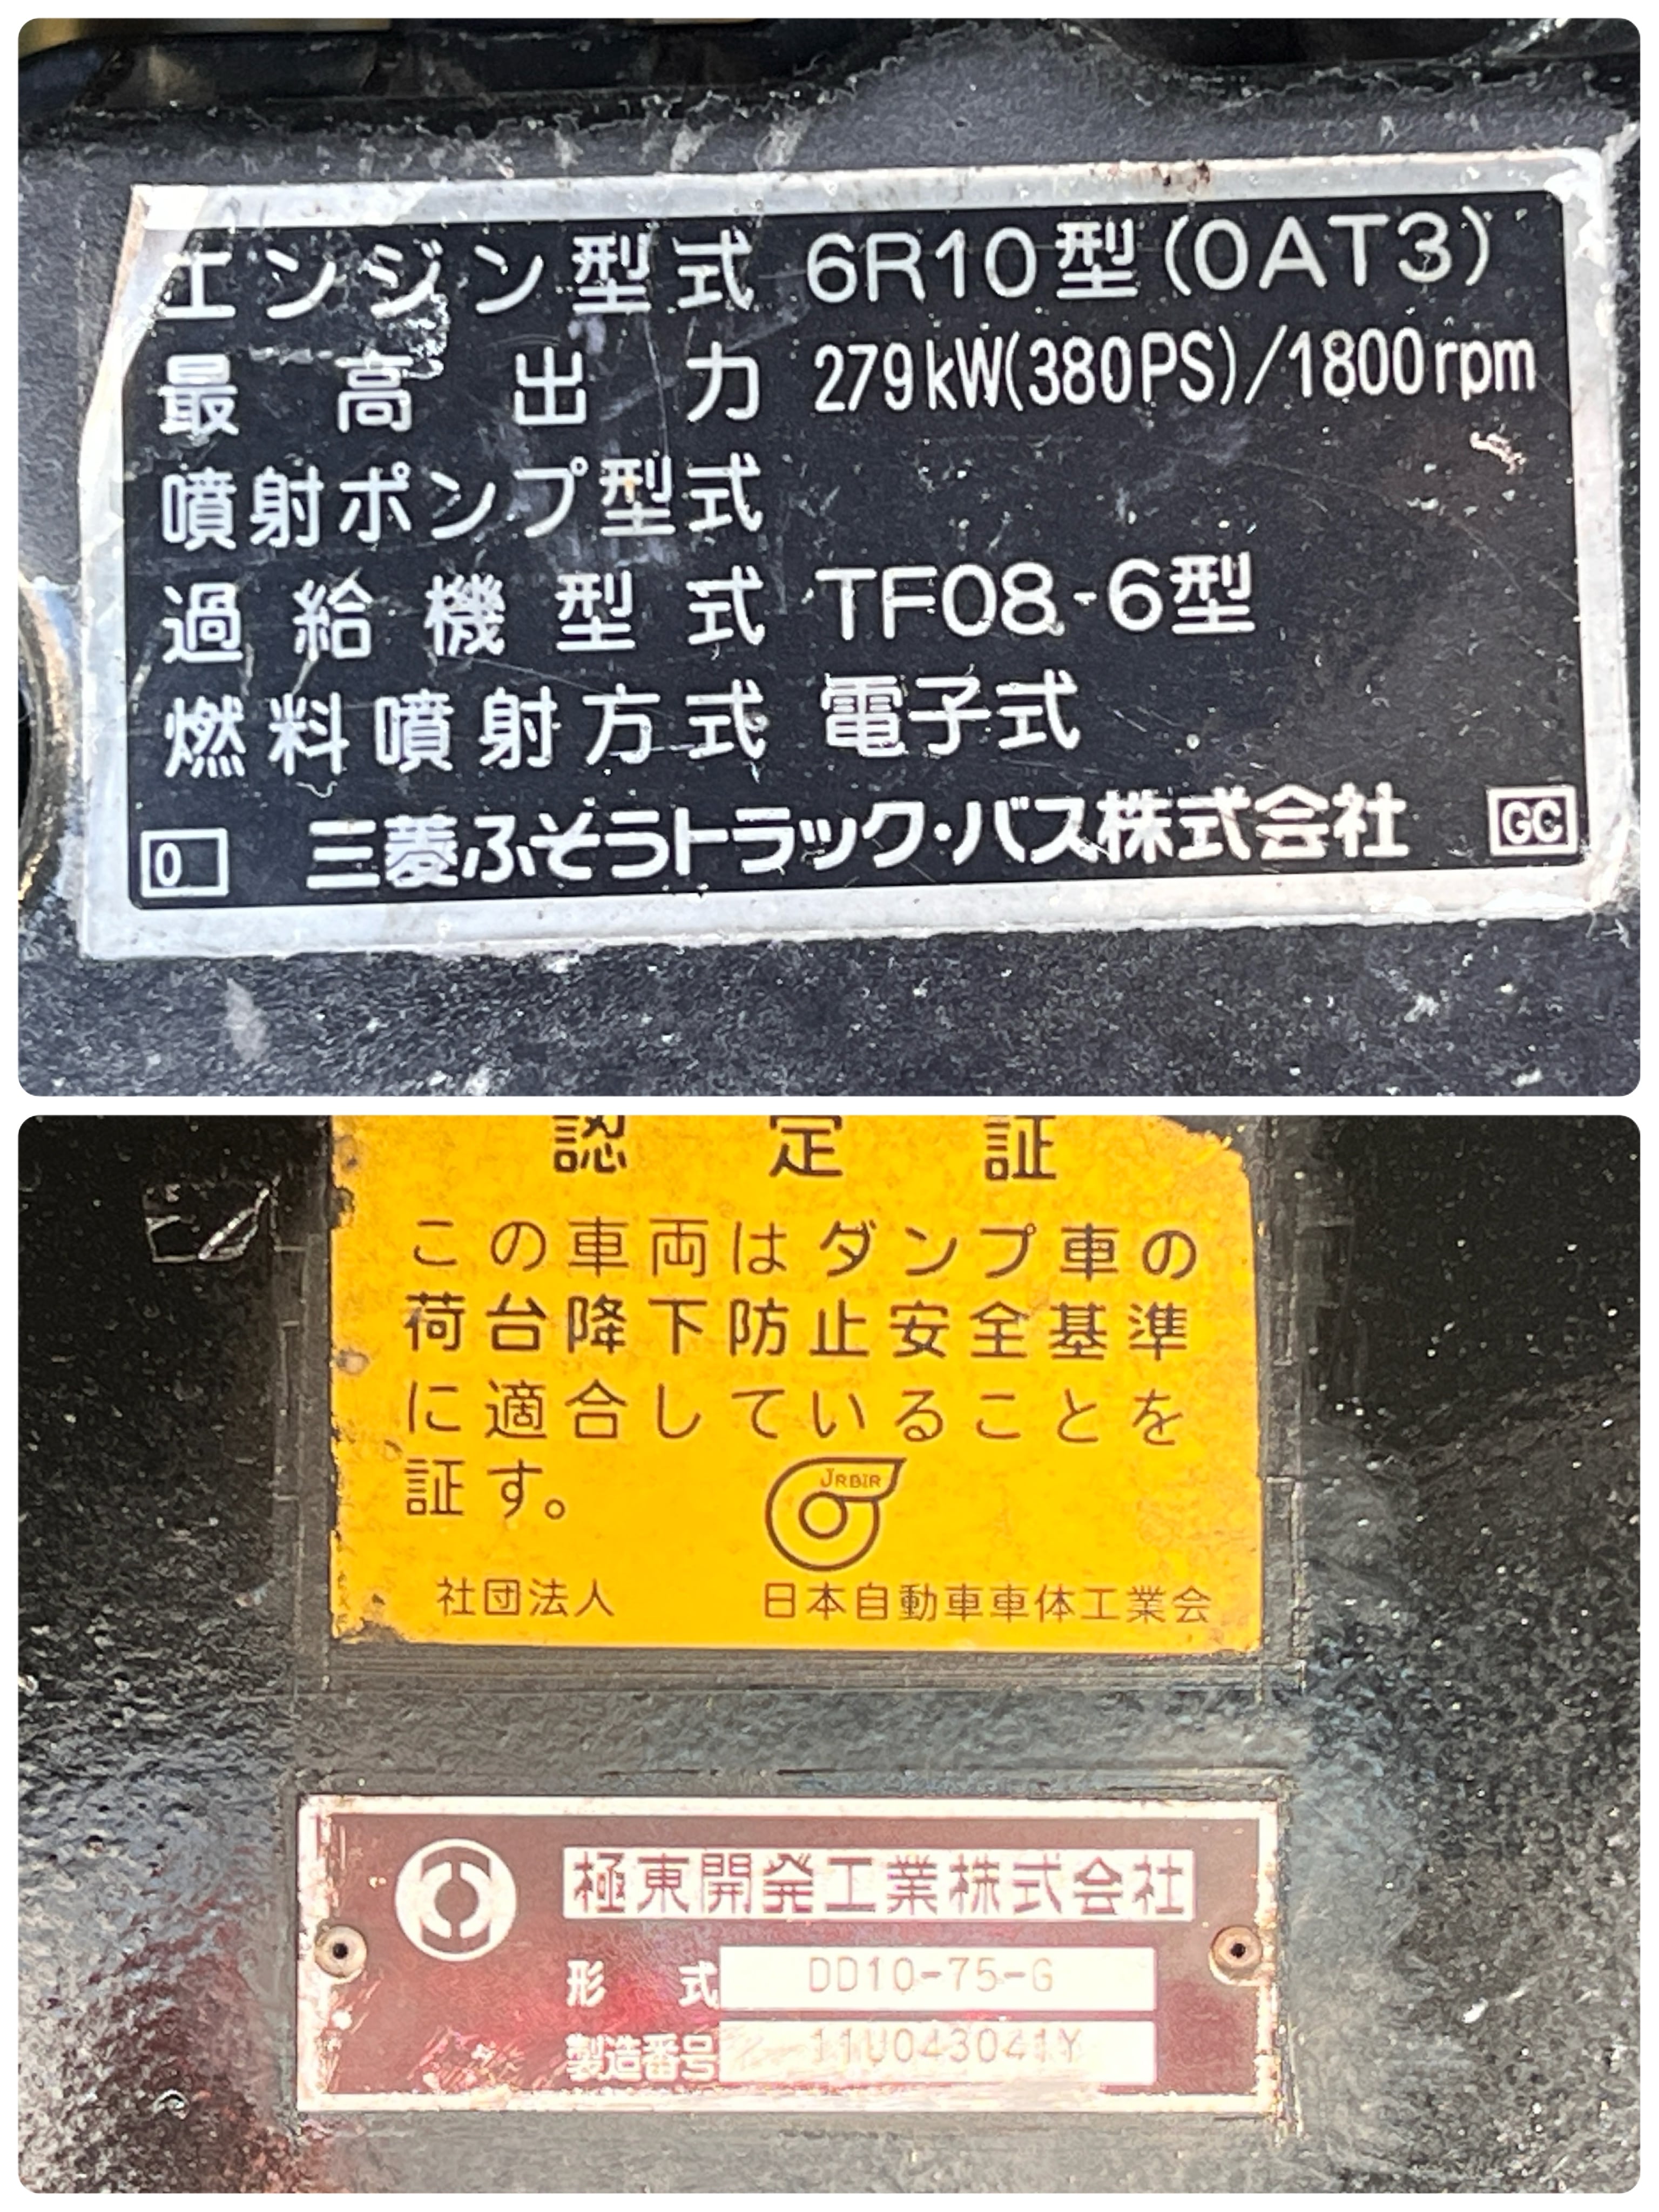 エンジン型式 6R10型(0AT3)
最高出力 279kW(380PS)/1800rpm
噴射ポンプ型式
過給機型式 TF08-6型
燃料噴射方式 電子式
0 三菱ふそうトラック・バス株式会社 GC
認定証
この車両はダンプ車の
荷台降下防止安全基準
に適合していることを
証す。
JRBIR
社団法人 日本自動車車体工業会
極東開発工業株式会社
形式 DD10-75-G
製造番号 11U043041Y